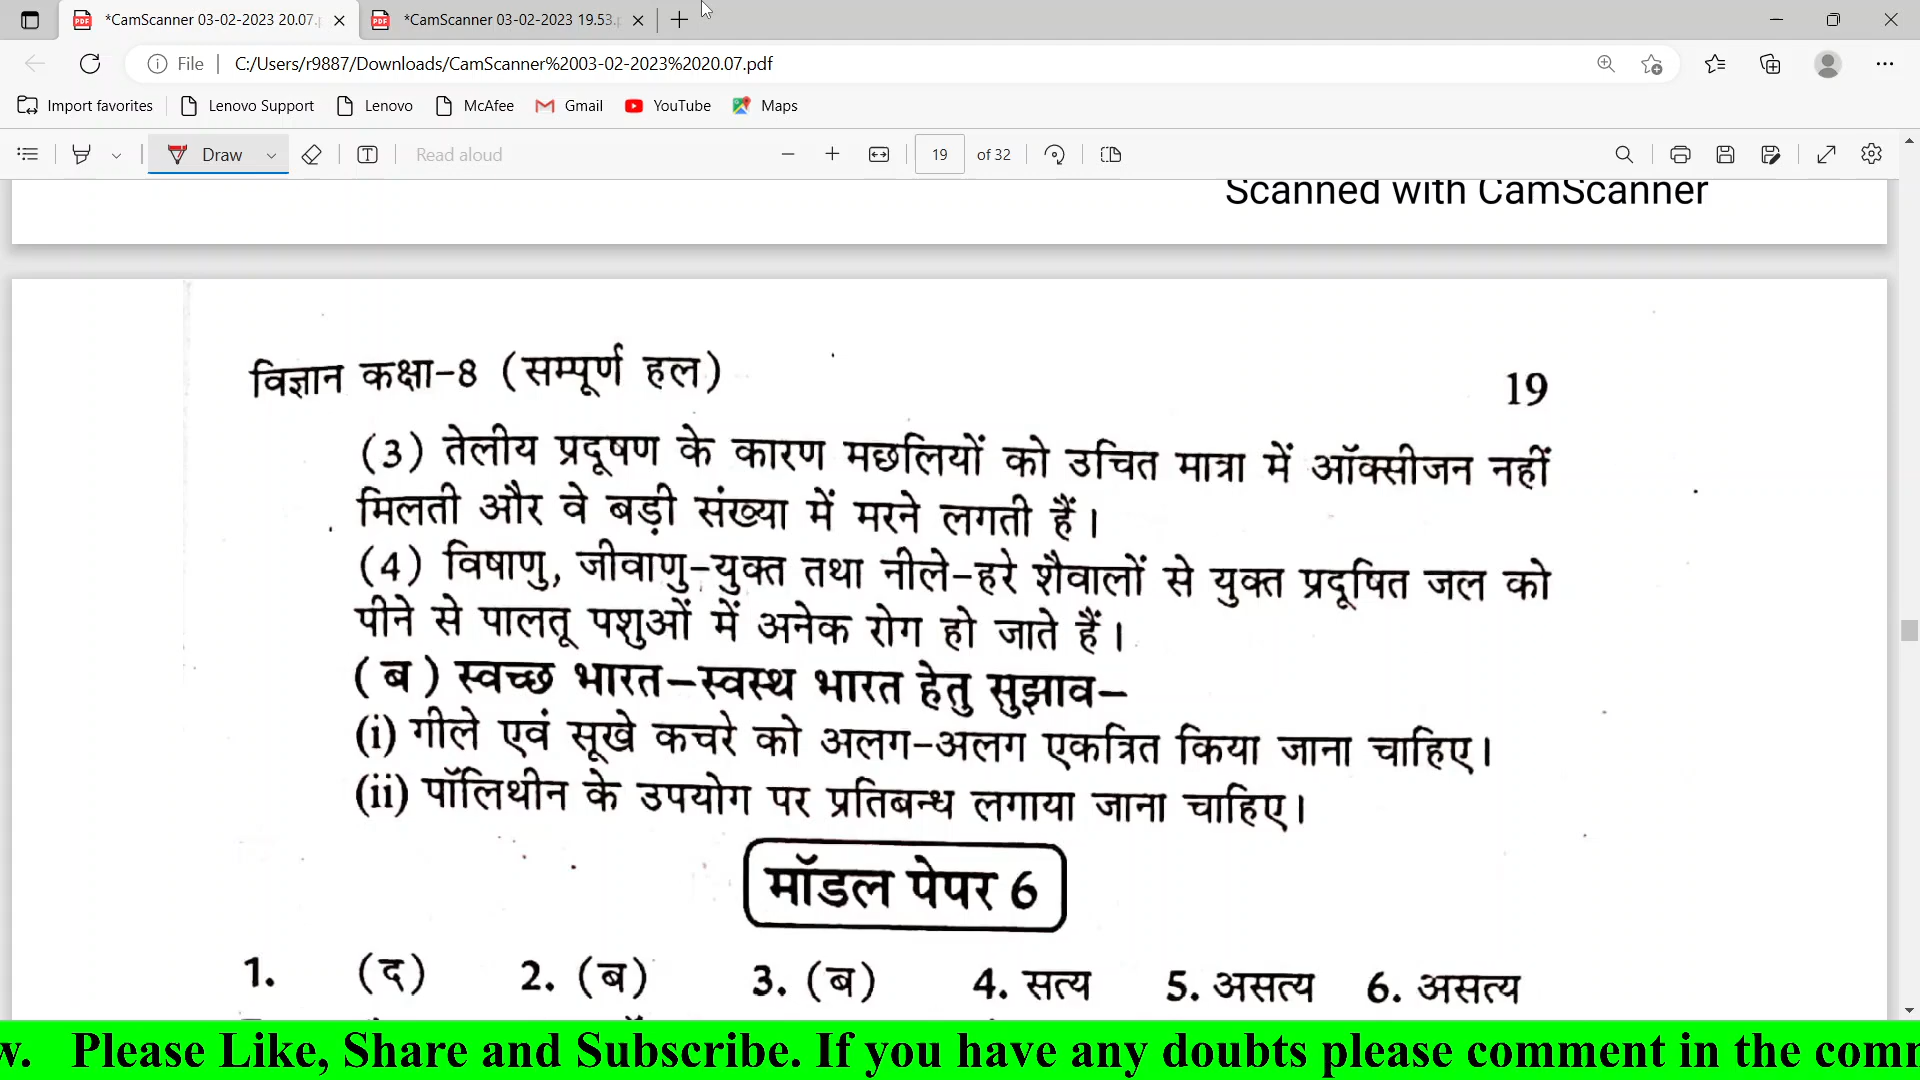 *CamScanner 03-02-2023 20.07.
*CamScanner 03-02-2023 19.53.
File
C:/Users/r9887/Downloads/CamScanner%2003-02-2023%2020.07.pdf
Import favorites
Lenovo Support
Lenovo
McAfee
Gmail
YouTube
Maps
Draw
Read aloud
19 of 32
Scanned with CamScanner
विज्ञान कक्षा-8 (सम्पूर्ण हल) 19
(3) तेलीय प्रदूषण के कारण मछलियों को उचित मात्रा में ऑक्सीजन नहीं
मिलती और वे बड़ी संख्या में मरने लगती हैं।
(4) विषाणु, जीवाणु-युक्त तथा नीले-हरे शैवालों से युक्त प्रदूषित जल को
पीने से पालतू पशुओं में अनेक रोग हो जाते हैं।
(ब) स्वच्छ भारत-स्वस्थ भारत हेतु सुझाव-
(i) गीले एवं सूखे कचरे को अलग-अलग एकत्रित किया जाना चाहिए।
(ii) पॉलिथीन के उपयोग पर प्रतिबन्ध लगाया जाना चाहिए।
मॉडल पेपर 6
1. (द) 2. (ब) 3. (ब) 4. सत्य 5. असत्य 6. असत्य
w. Please Like, Share and Subscribe. If you have any doubts please comment in the comm